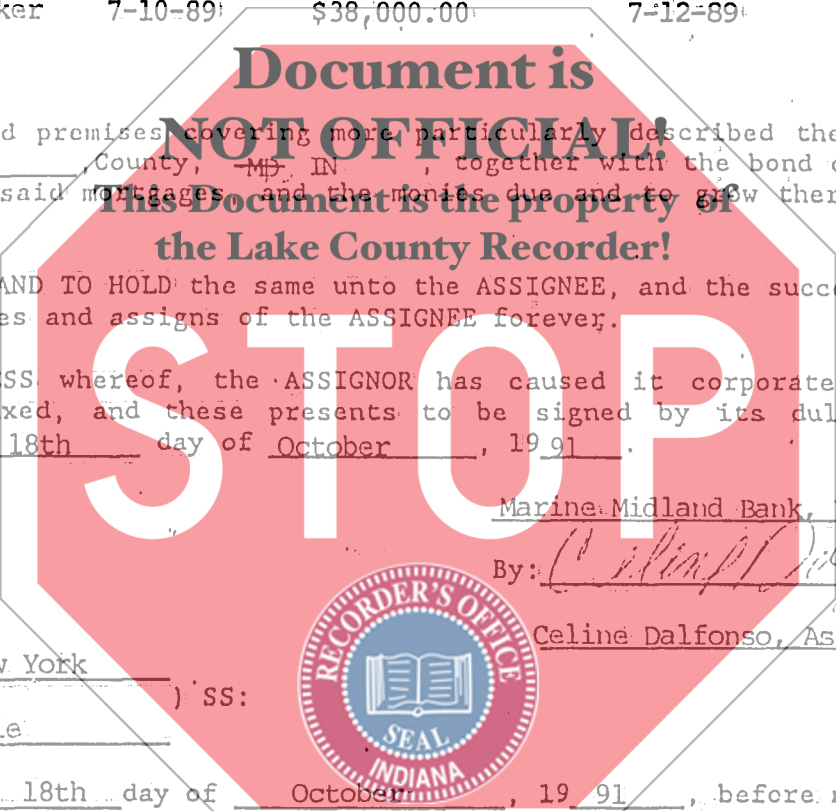 ker 7-10-89 $38,000.00 7-12-89
Document is
NOT OFFICIAL!
d premises covering more particularly described the
,County, MD IN , together with the bond o
said mortgages, and the monies due and to grow ther
This Document is the property of
the Lake County Recorder!
AND TO HOLD the same unto the ASSIGNEE, and the succe
es and assigns of the ASSIGNEE forever.
STOP
SS whereof, the ASSIGNOR has caused it corporate
xed, and these presents to be signed by its dul
18th day of October , 19 91 .
Marine Midland Bank,
By:
Celine Dalfonso, As
w York
) SS:
le
RECORDER'S OFFICE
SEAL
INDIANA
18th day of October , 19 91 , before